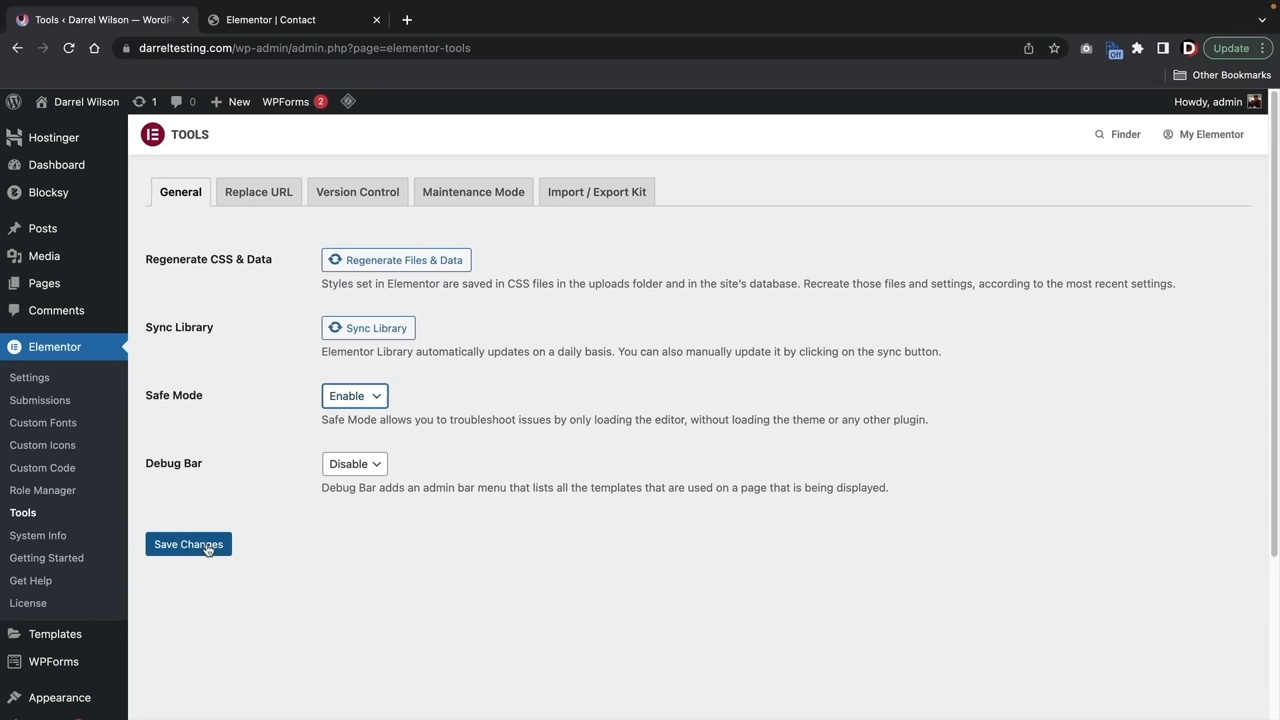 Tools ‹ Darrel Wilson — WordPr
Elementor | Contact
darreltesting.com/wp-admin/admin.php?page=elementor-tools
Off
D
Update
Other Bookmarks
Darrel Wilson
1
0
New
WPForms
2
Howdy, admin
Hostinger
Dashboard
Blocksy
Posts
Media
Pages
Comments
Elementor
Settings
Submissions
Custom Fonts
Custom Icons
Custom Code
Role Manager
Tools
System Info
Getting Started
Get Help
License
Templates
WPForms
Appearance
TOOLS
Finder
My Elementor
General
Replace URL
Version Control
Maintenance Mode
Import / Export Kit
Regenerate CSS & Data
Regenerate Files & Data
Styles set in Elementor are saved in CSS files in the uploads folder and in the site's database. Recreate those files and settings, according to the most recent settings.
Sync Library
Sync Library
Elementor Library automatically updates on a daily basis. You can also manually update it by clicking on the sync button.
Safe Mode
Enable
Safe Mode allows you to troubleshoot issues by only loading the editor, without loading the theme or any other plugin.
Debug Bar
Disable
Debug Bar adds an admin bar menu that lists all the templates that are used on a page that is being displayed.
Save Changes